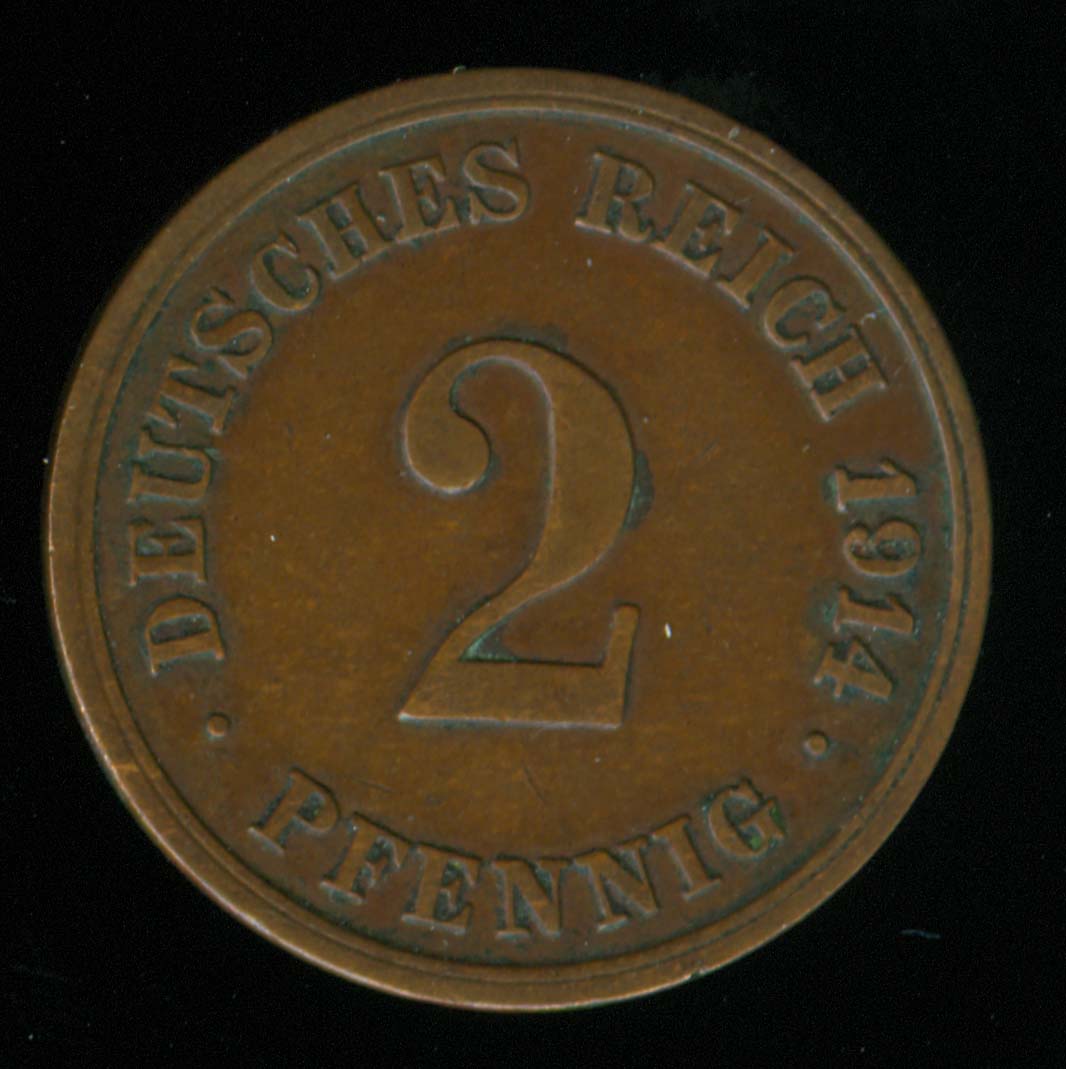 DEUTSCHES REICH 1914
2
PFENNIG